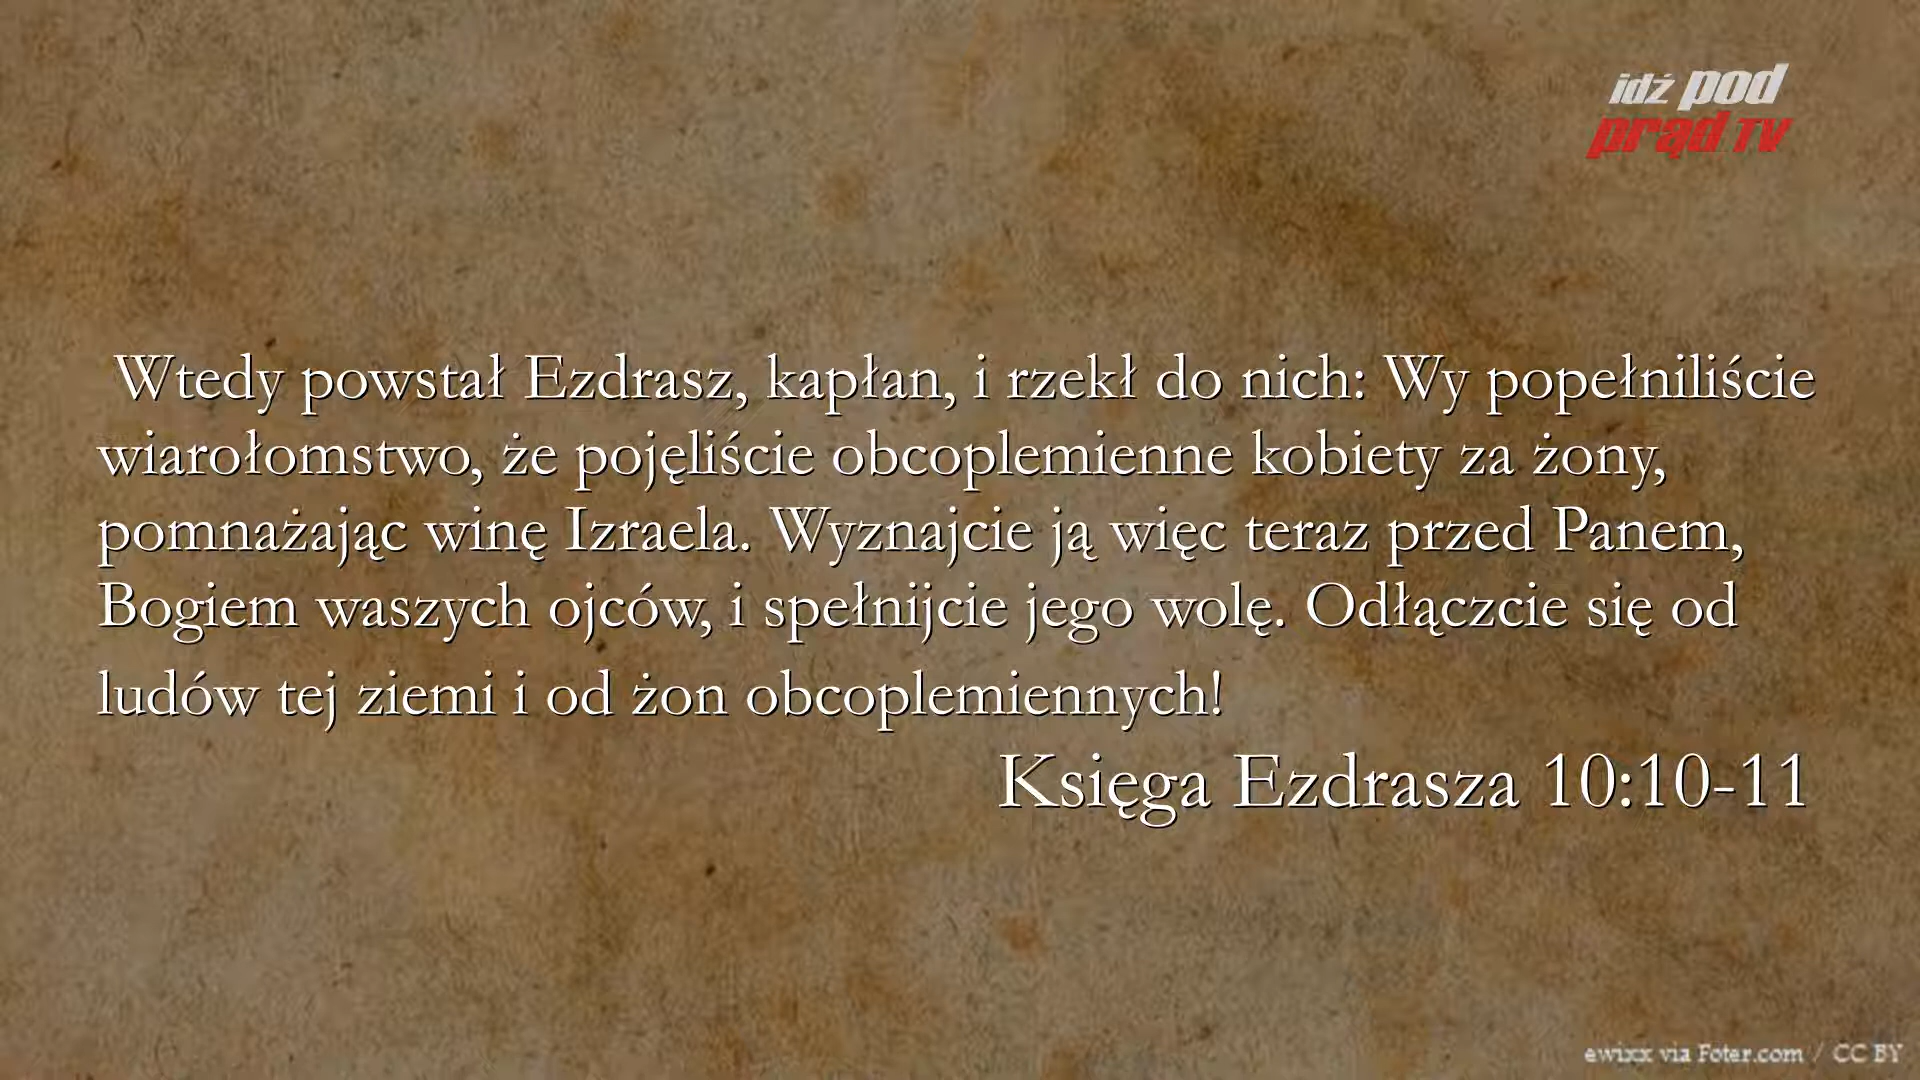 idź pod
prąd TV
Wtedy powstał Ezdrasz, kapłan, i rzekł do nich: Wy popełniliście
wiarołomstwo, że pojęliście obcoplemienne kobiety za żony,
pomnażając winę Izraela. Wyznajcie ją więc teraz przed Panem,
Bogiem waszych ojców, i spełnijcie jego wolę. Odłączcie się od
ludów tej ziemi i od żon obcoplemiennych!
Księga Ezdrasza 10:10-11
ewixx via Foter.com / CC BY